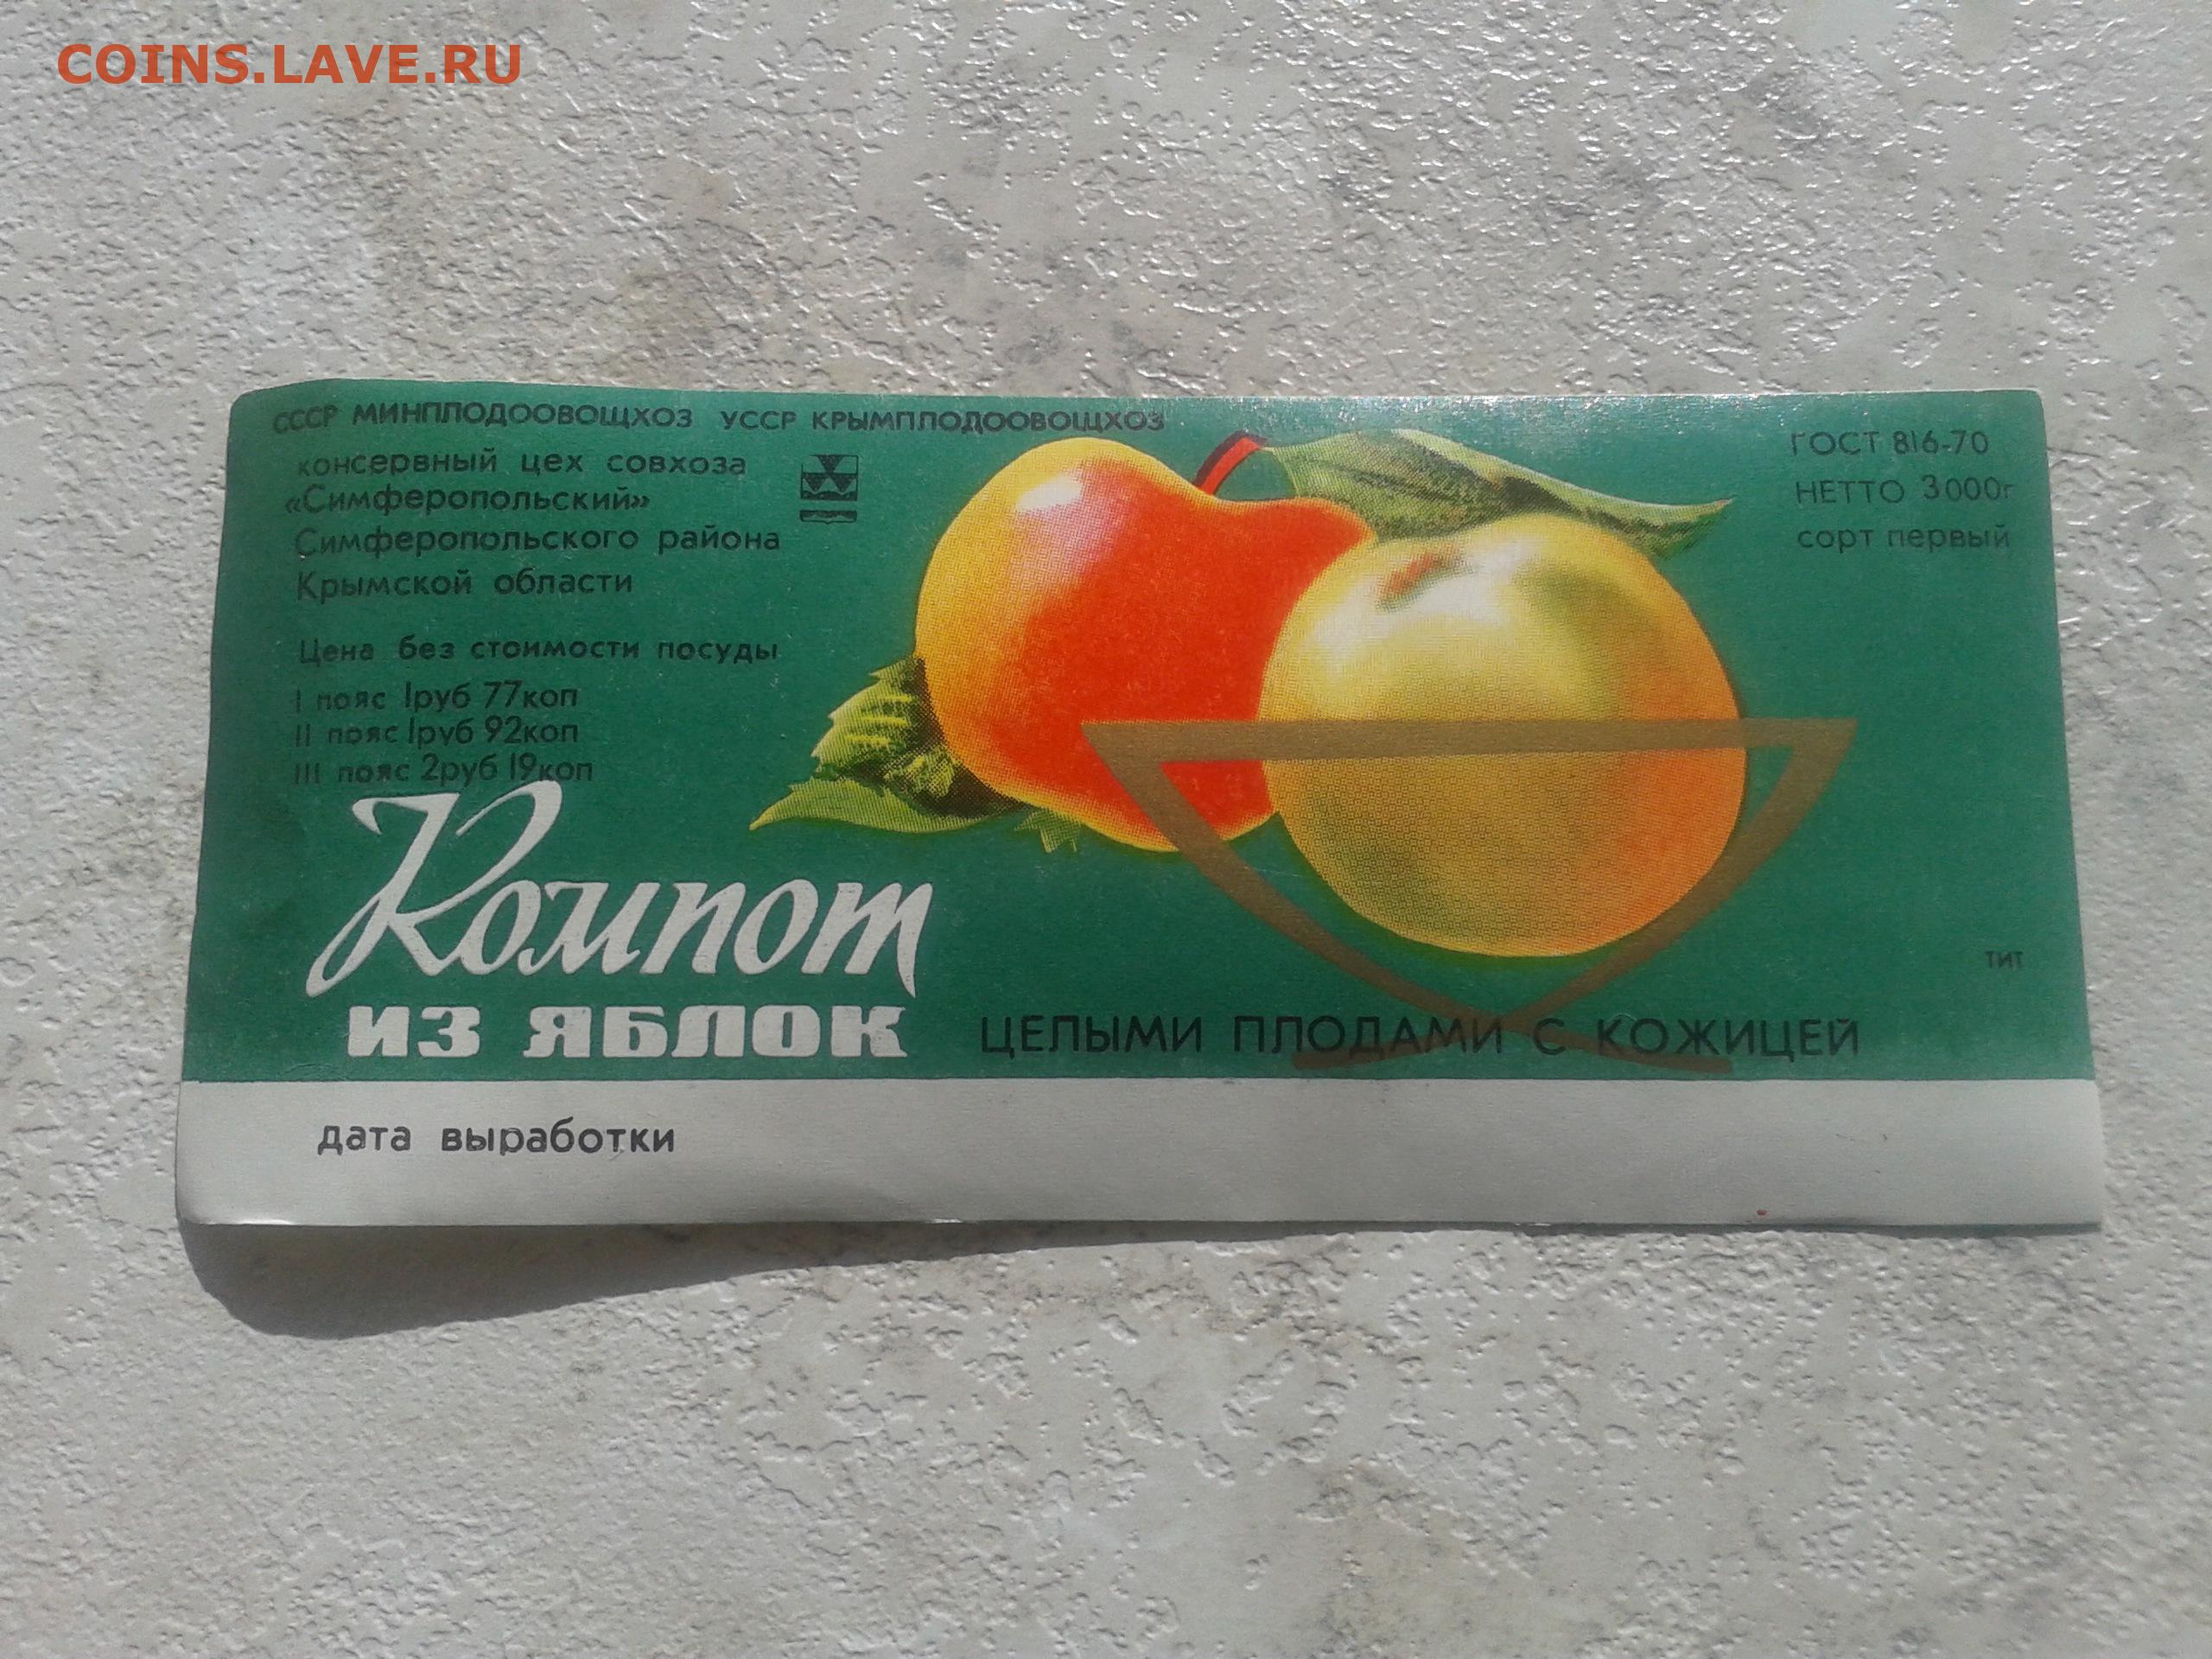 COINS.LAVE.RU
СССР МИНПЛОДООВОЩХОЗ УССР КРЫМПЛОДООВОЩХОЗ
консервный цех совхоза
«Симферопольский»
Симферопольского района
Крымской области
Цена без стоимости посуды
I пояс 1руб 77коп
II пояс 1руб 92коп
III пояс 2руб 19коп
ГОСТ 816-70
НЕТТО 3000г
сорт первый
Компот
ИЗ ЯБЛОК
ЦЕЛЫМИ ПЛОДАМИ С КОЖИЦЕЙ
ТИТ
дата выработки